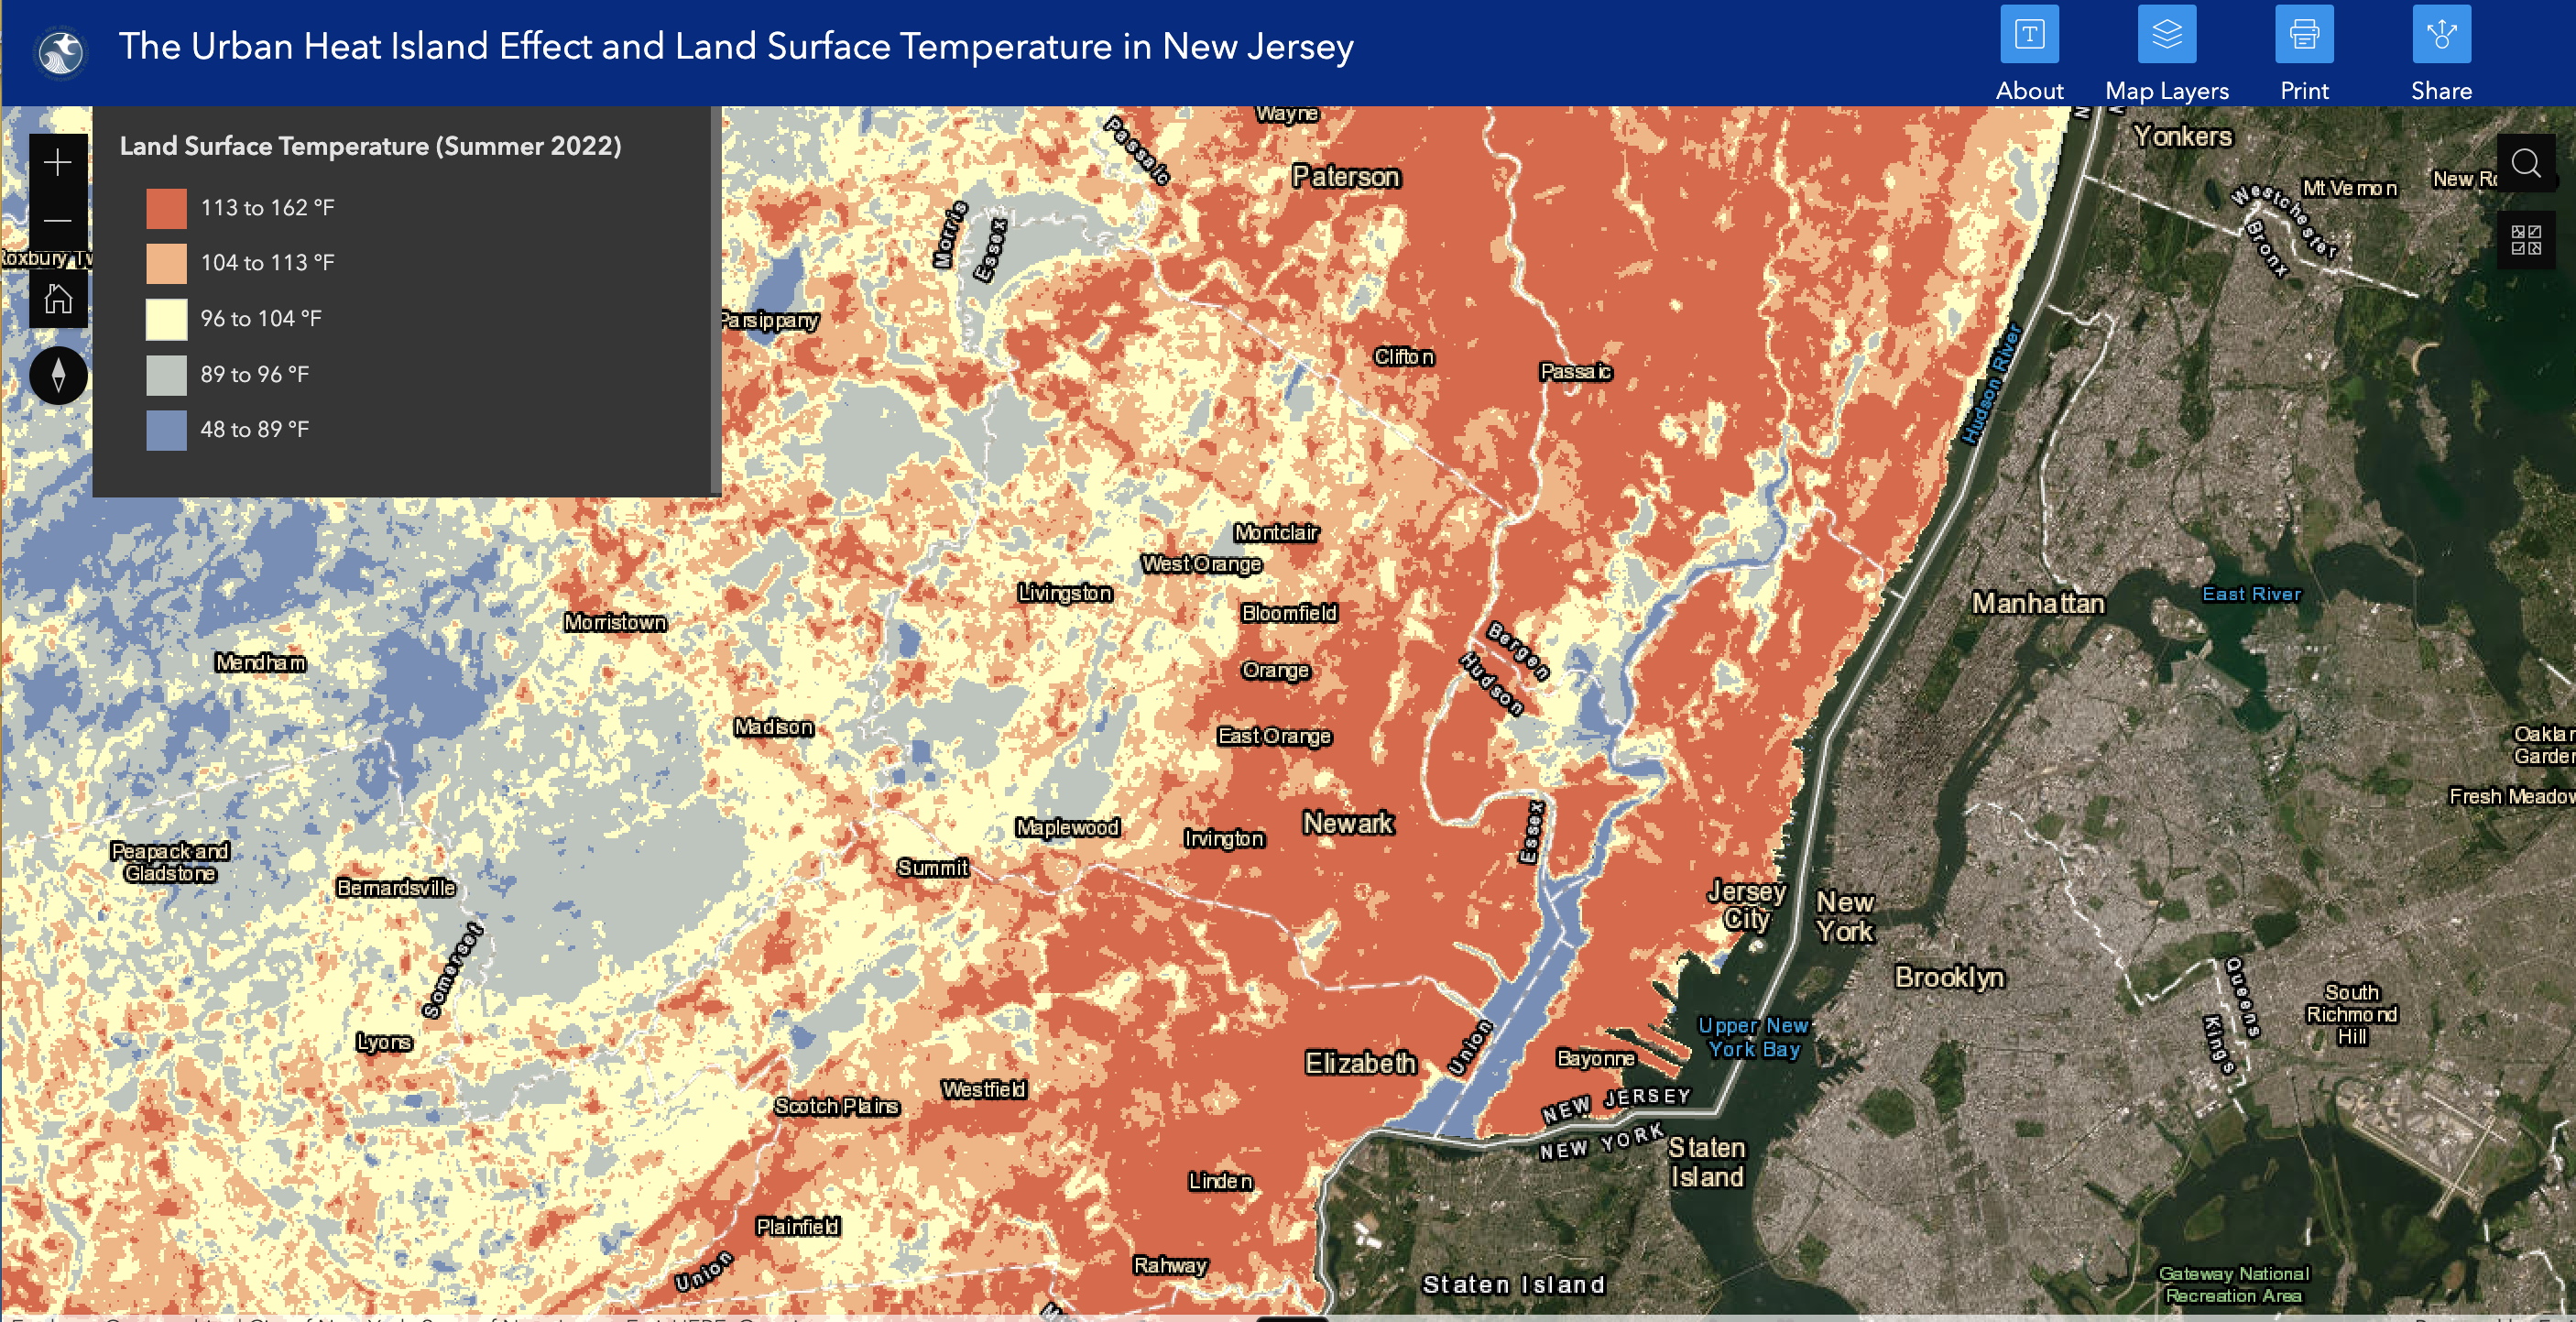 The Urban Heat Island Effect and Land Surface Temperature in New Jersey
About
Map Layers
Print
Share
Land Surface Temperature (Summer 2022)
113 to 162 °F
104 to 113 °F
96 to 104 °F
89 to 96 °F
48 to 89 °F
Wayne
Passaic
Paterson
Yonkers
Mt Vernon
Westchester
Bronx
Morris
Essex
Parsippany
Clifton
Passaic
Hudson River
Montclair
West Orange
Livingston
Bloomfield
Morristown
Manhattan
East River
Mendham
Orange
Bergen
Hudson
Madison
East Orange
Fresh Meadow
Maplewood
Irvington
Newark
Essex
Peapack and
Gladstone
Summit
Bernardsville
Jersey
City
New
York
Somerset
Brooklyn
Queens
Kings
South
Richmond
Hill
Lyons
Upper New
York Bay
Elizabeth
Union
Bayonne
Westfield
Scotch Plains
NEW JERSEY
NEW YORK
Staten
Island
Linden
Plainfield
Union
Rahway
Staten Island
Gateway National
Recreation Area